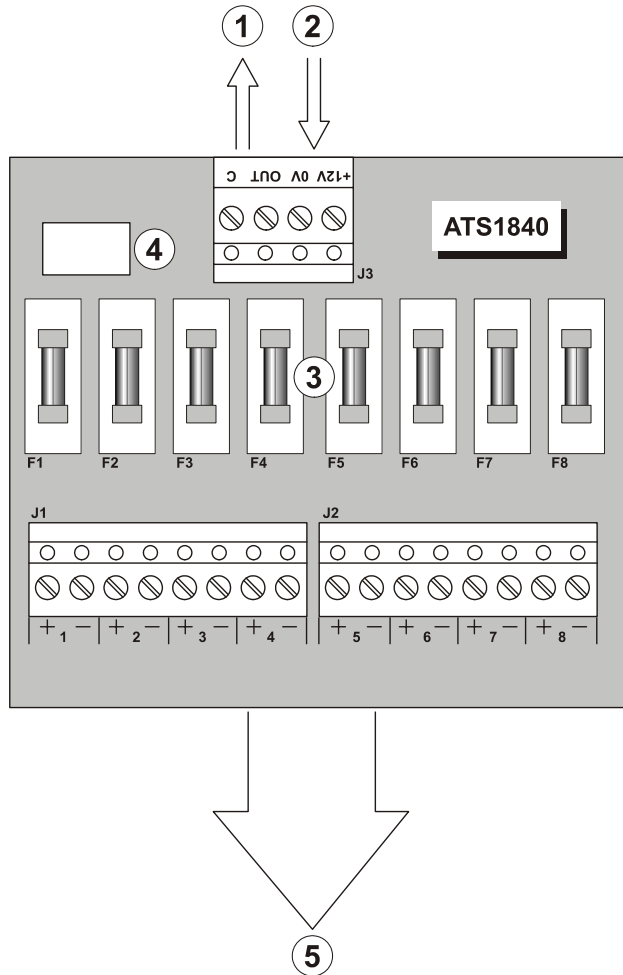 1 2
C OUT 0V +12V
ATS1840
4
J3
3
F1 F2 F3 F4 F5 F6 F7 F8
J1 J2
+ 1 − + 2 − + 3 − + 4 − + 5 − + 6 − + 7 − + 8 −
5